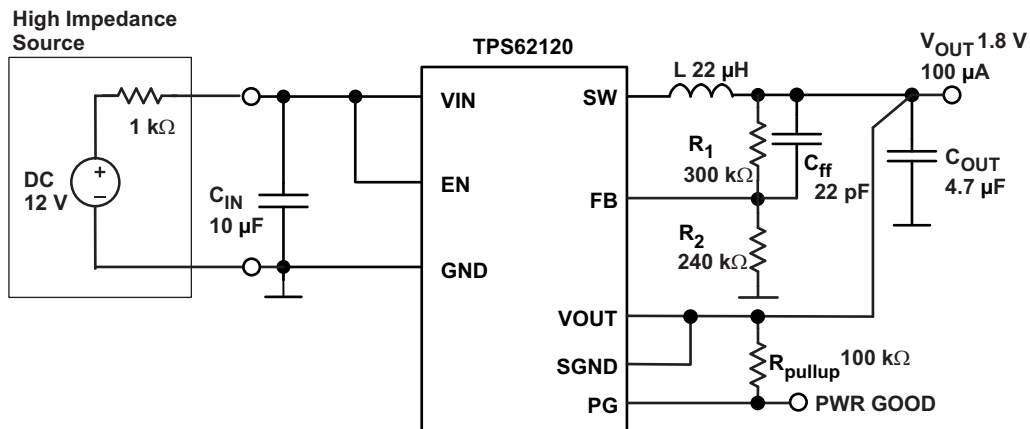 High Impedance
Source
TPS62120
V_OUT 1.8 V
100 µA
L 22 µH
VIN
SW
1 kΩ
R_1
300 kΩ
C_ff
22 pF
C_OUT
4.7 µF
DC
12 V
+
−
C_IN
10 µF
EN
FB
R_2
240 kΩ
GND
VOUT
SGND
R_pullup 100 kΩ
PG
PWR GOOD